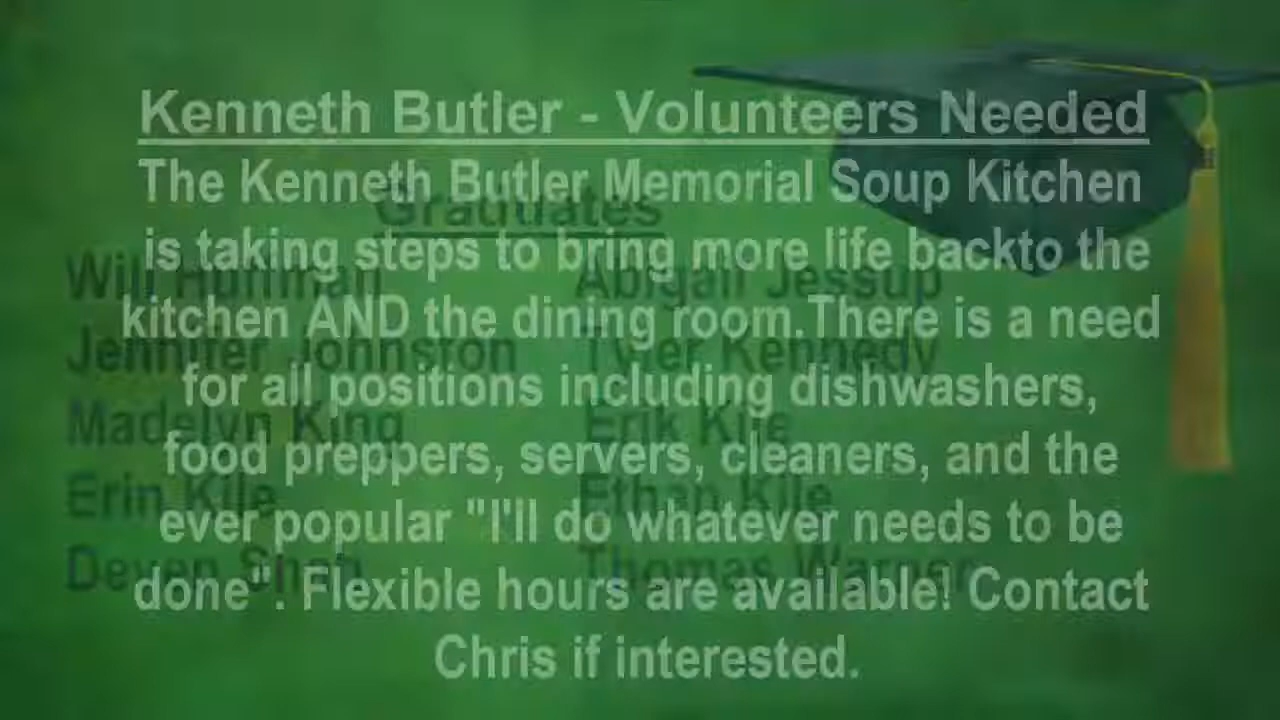 Kenneth Butler - Volunteers Needed
The Kenneth Butler Memorial Soup Kitchen
is taking steps to bring more life backto the
kitchen AND the dining room.There is a need
for all positions including dishwashers,
food preppers, servers, cleaners, and the
ever popular "I'll do whatever needs to be
done". Flexible hours are available! Contact
Chris if interested.
Graduates
Will Huffman Abigail Jessup
Jennifer Johnston Tyler Kennedy
Madelyn King Erik Kile
Erin Kile Ethan Kile
Deven Shah Thomas Warner